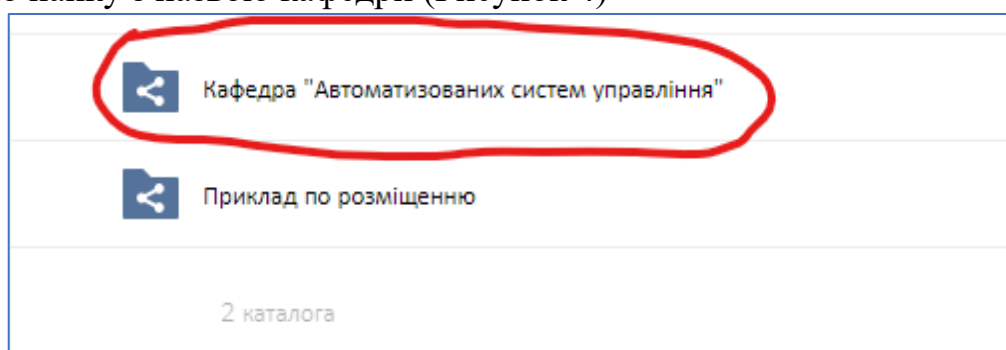 Кафедра "Автоматизованих систем управління"
Приклад по розміщенню
2 каталога